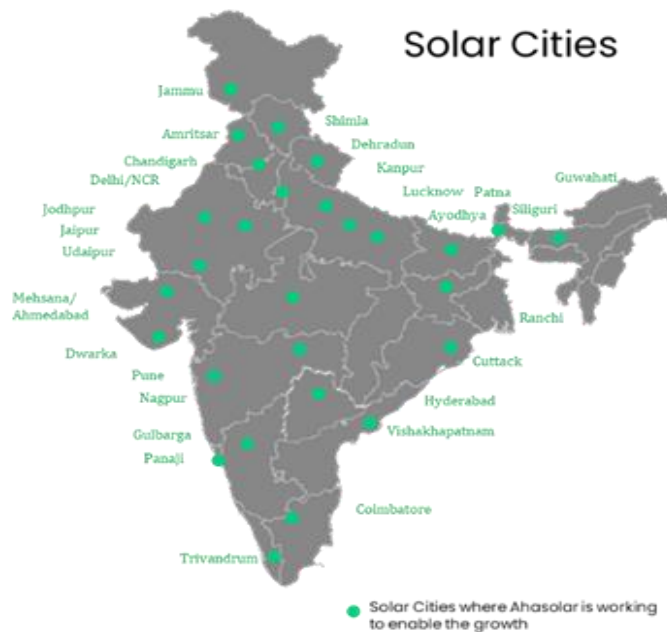 Solar Cities
Jammu
Shimla
Amritsar
Dehradun
Chandigarh
Kanpur
Delhi/NCR
Lucknow
Patna
Guwahati
Jodhpur
Ayodhya
Siliguri
Jaipur
Udaipur
Mehsana/
Ahmedabad
Ranchi
Dwarka
Cuttack
Pune
Nagpur
Hyderabad
Gulbarga
Vishakhapatnam
Panaji
Coimbatore
Trivandrum
Solar Cities where Ahasolar is working
to enable the growth